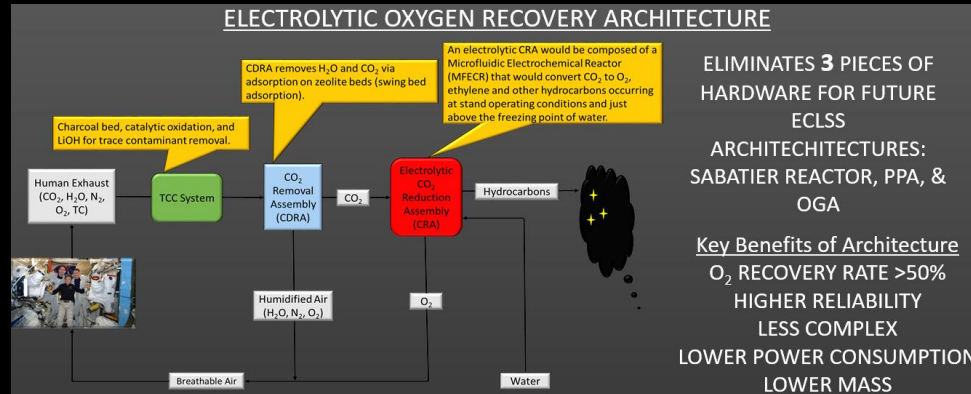 ELECTROLYTIC OXYGEN RECOVERY ARCHITECTURE
Charcoal bed, catalytic oxidation, and
LiOH for trace contaminant removal.
CDRA removes H₂O and CO₂ via
adsorption on zeolite beds (swing bed
adsorption).
An electrolytic CRA would be composed of a
Microfluidic Electrochemical Reactor
(MFECR) that would convert CO₂ to O₂,
ethylene and other hydrocarbons occurring
at stand operating conditions and just
above the freezing point of water.
Human Exhaust
(CO₂, H₂O, N₂,
O₂, TC)
TCC System
CO₂
Removal
Assembly
(CDRA)
CO₂
Electrolytic
CO₂
Reduction
Assembly
(CRA)
Hydrocarbons
Humidified Air
(H₂O, N₂, O₂)
O₂
Breathable Air
Water
ELIMINATES 3 PIECES OF
HARDWARE FOR FUTURE
ECLSS
ARCHITECHITECTURES:
SABATIER REACTOR, PPA, &
OGA
Key Benefits of Architecture
O₂ RECOVERY RATE >50%
HIGHER RELIABILITY
LESS COMPLEX
LOWER POWER CONSUMPTION
LOWER MASS